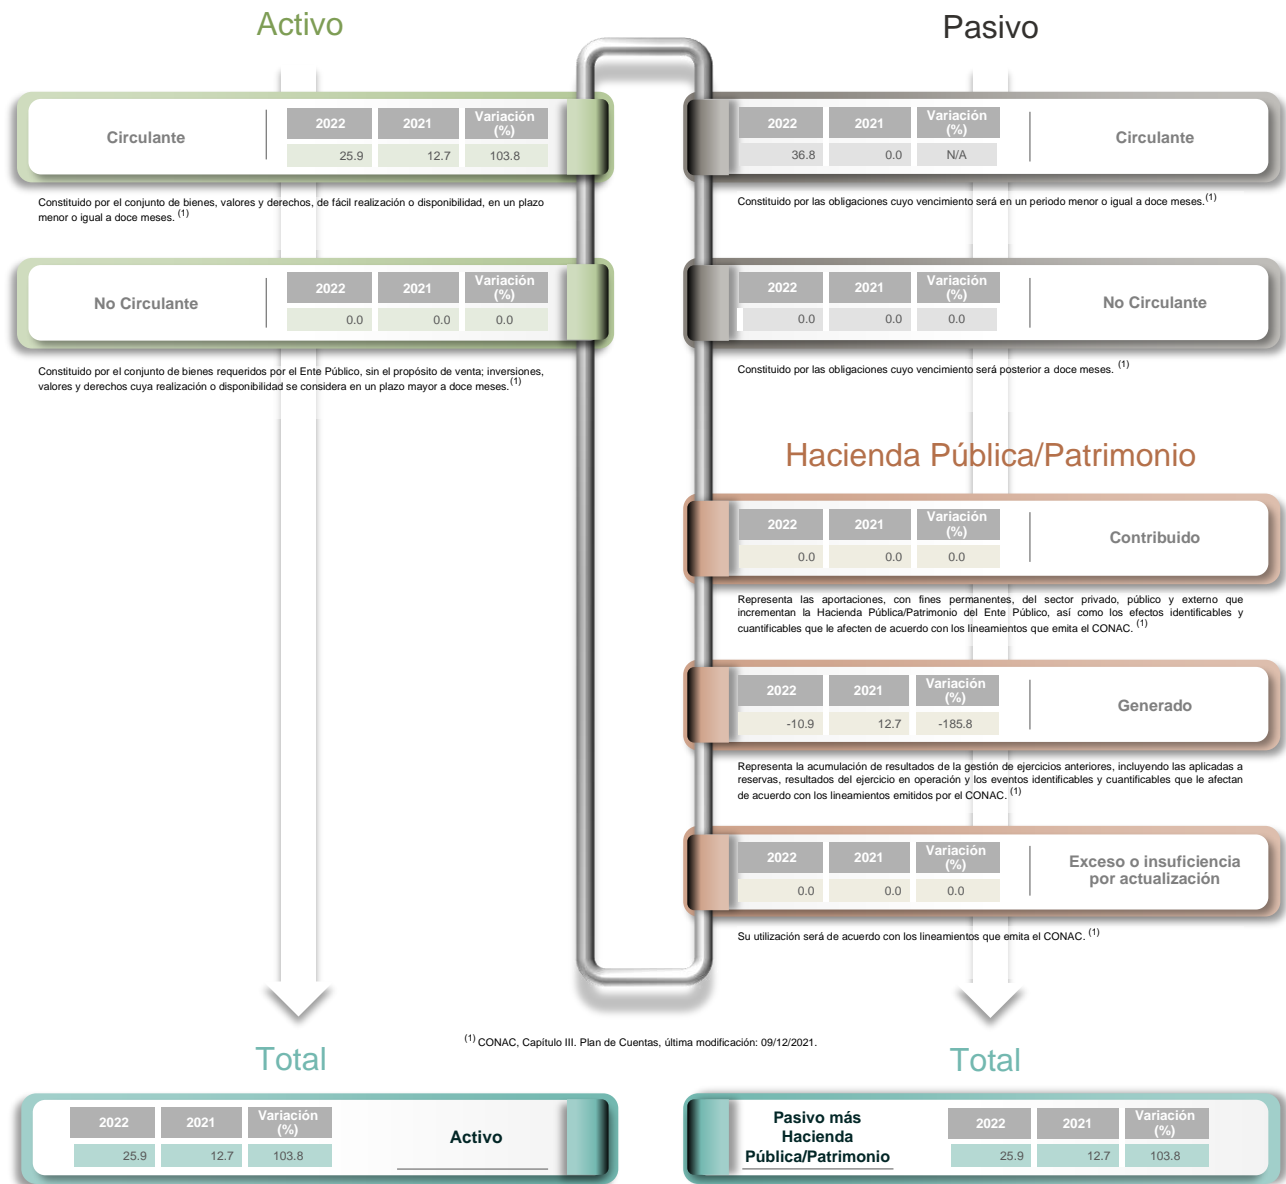 Activo
Circulante
2022 2021 Variación (%)
25.9 12.7 103.8
Constituido por el conjunto de bienes, valores y derechos, de fácil realización o disponibilidad, en un plazo
menor o igual a doce meses. (1)
No Circulante
2022 2021 Variación (%)
0.0 0.0 0.0
Constituido por el conjunto de bienes requeridos por el Ente Público, sin el propósito de venta; inversiones,
valores y derechos cuya realización o disponibilidad se considera en un plazo mayor a doce meses.(1)
Pasivo
2022 2021 Variación (%)
36.8 0.0 N/A
Circulante
Constituido por las obligaciones cuyo vencimiento será en un periodo menor o igual a doce meses.(1)
2022 2021 Variación (%)
0.0 0.0 0.0
No Circulante
Constituido por las obligaciones cuyo vencimiento será posterior a doce meses. (1)
Hacienda Pública/Patrimonio
2022 2021 Variación (%)
0.0 0.0 0.0
Contribuido
Representa las aportaciones, con fines permanentes, del sector privado, público y externo que
incrementan la Hacienda Pública/Patrimonio del Ente Público, así como los efectos identificables y
cuantificables que le afecten de acuerdo con los lineamientos que emita el CONAC. (1)
2022 2021 Variación (%)
-10.9 12.7 -185.8
Generado
Representa la acumulación de resultados de la gestión de ejercicios anteriores, incluyendo las aplicadas a
reservas, resultados del ejercicio en operación y los eventos identificables y cuantificables que le afectan
de acuerdo con los lineamientos emitidos por el CONAC. (1)
2022 2021 Variación (%)
0.0 0.0 0.0
Exceso o insuficiencia
por actualización
Su utilización será de acuerdo con los lineamientos que emita el CONAC. (1)
(1) CONAC, Capítulo III. Plan de Cuentas, última modificación: 09/12/2021.
Total
2022 2021 Variación (%)
25.9 12.7 103.8
Activo
Total
Pasivo más
Hacienda
Pública/Patrimonio
2022 2021 Variación (%)
25.9 12.7 103.8